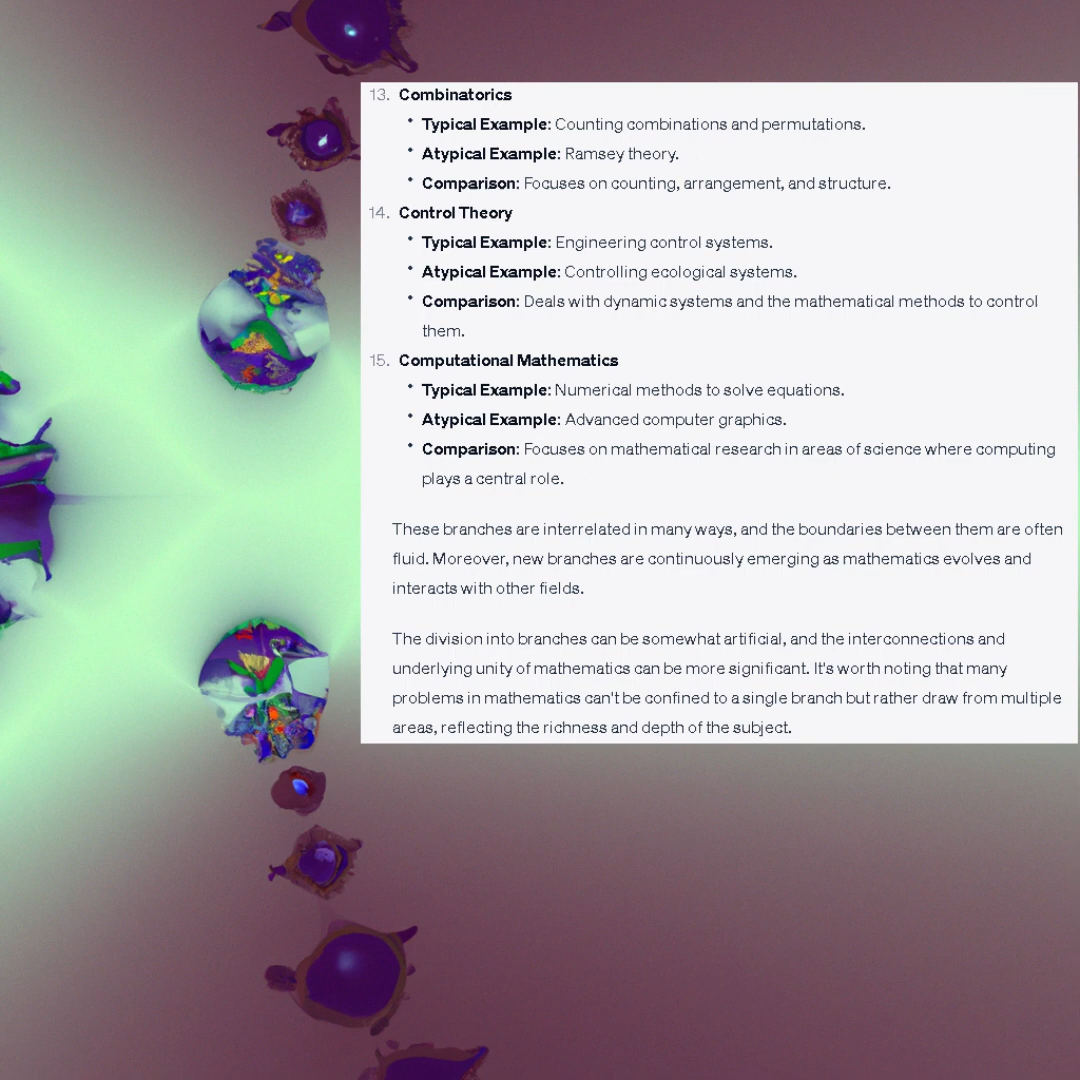 13. Combinatorics
• Typical Example: Counting combinations and permutations.
• Atypical Example: Ramsey theory.
• Comparison: Focuses on counting, arrangement, and structure.
14. Control Theory
• Typical Example: Engineering control systems.
• Atypical Example: Controlling ecological systems.
• Comparison: Deals with dynamic systems and the mathematical methods to control
them.
15. Computational Mathematics
• Typical Example: Numerical methods to solve equations.
• Atypical Example: Advanced computer graphics.
• Comparison: Focuses on mathematical research in areas of science where computing
plays a central role.
These branches are interrelated in many ways, and the boundaries between them are often
fluid. Moreover, new branches are continuously emerging as mathematics evolves and
interacts with other fields.
The division into branches can be somewhat artificial, and the interconnections and
underlying unity of mathematics can be more significant. It's worth noting that many
problems in mathematics can't be confined to a single branch but rather draw from multiple
areas, reflecting the richness and depth of the subject.